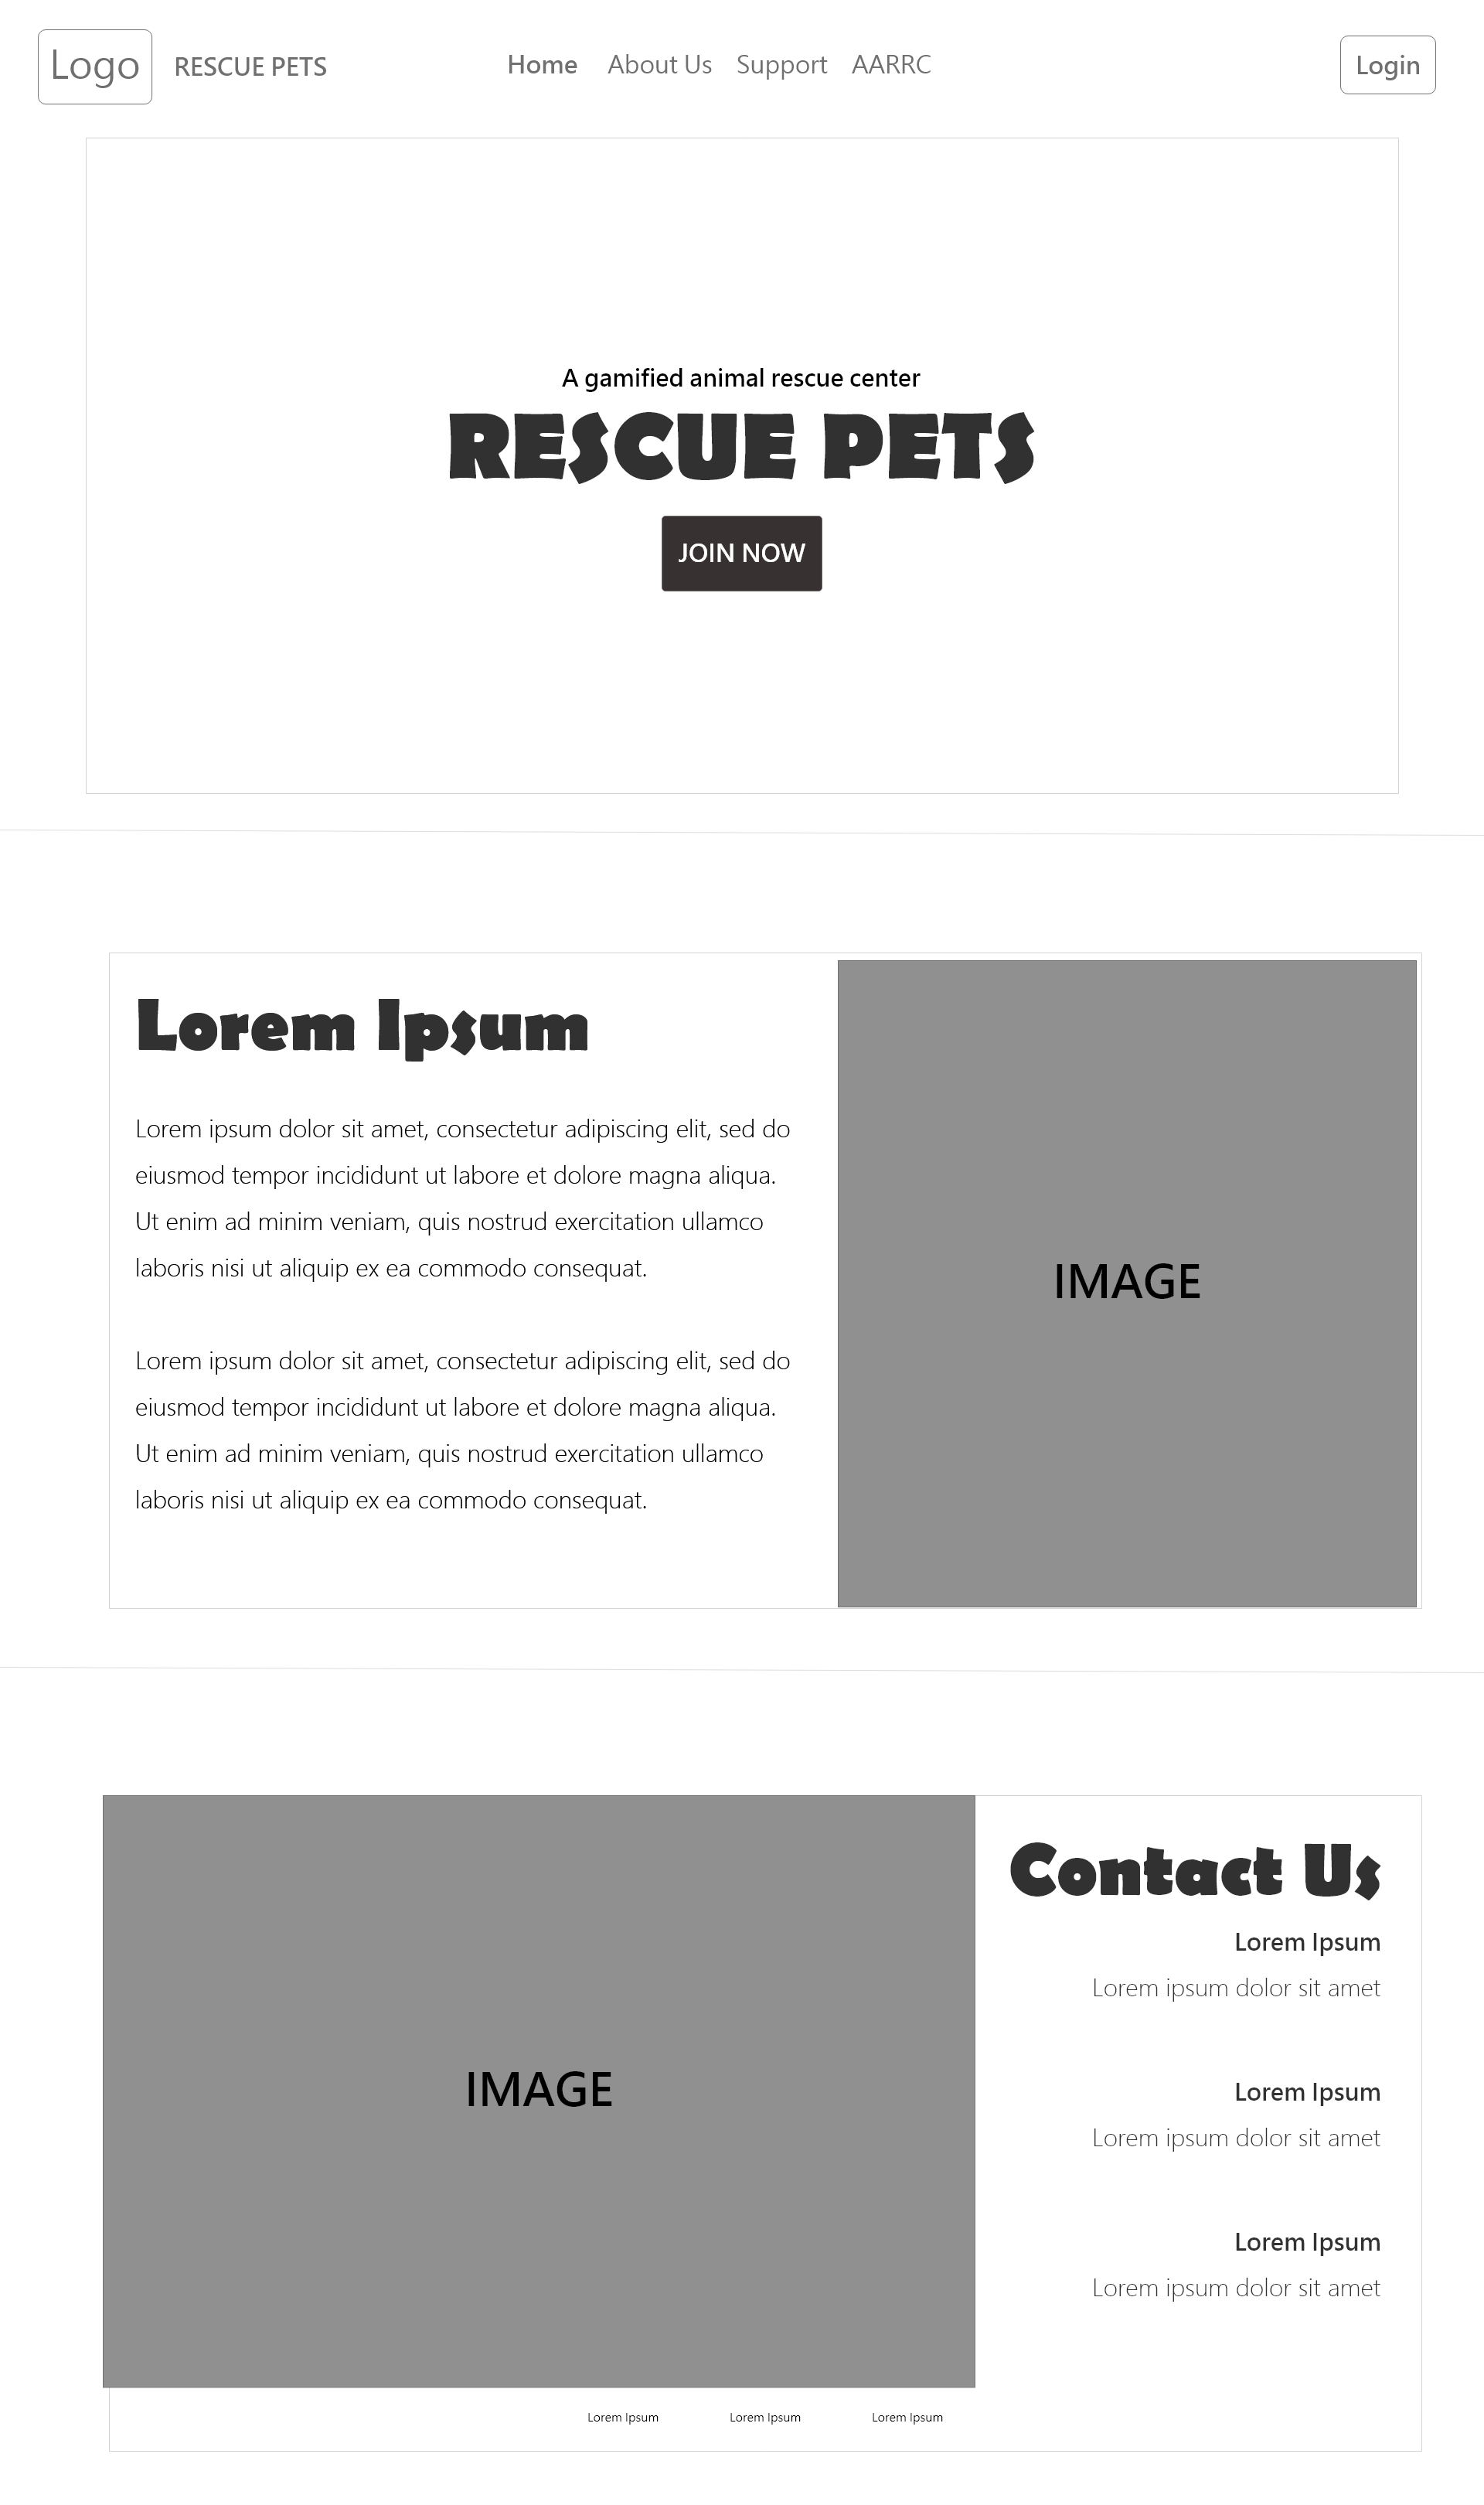 Logo
RESCUE PETS
Home
About Us
Support
AARRC
Login
A gamified animal rescue center
RESCUE PETS
JOIN NOW
Lorem Ipsum
Lorem ipsum dolor sit amet, consectetur adipiscing elit, sed do
eiusmod tempor incididunt ut labore et dolore magna aliqua.
Ut enim ad minim veniam, quis nostrud exercitation ullamco
laboris nisi ut aliquip ex ea commodo consequat.
Lorem ipsum dolor sit amet, consectetur adipiscing elit, sed do
eiusmod tempor incididunt ut labore et dolore magna aliqua.
Ut enim ad minim veniam, quis nostrud exercitation ullamco
laboris nisi ut aliquip ex ea commodo consequat.
IMAGE
IMAGE
Contact Us
Lorem Ipsum
Lorem ipsum dolor sit amet
Lorem Ipsum
Lorem ipsum dolor sit amet
Lorem Ipsum
Lorem ipsum dolor sit amet
Lorem Ipsum
Lorem Ipsum
Lorem Ipsum